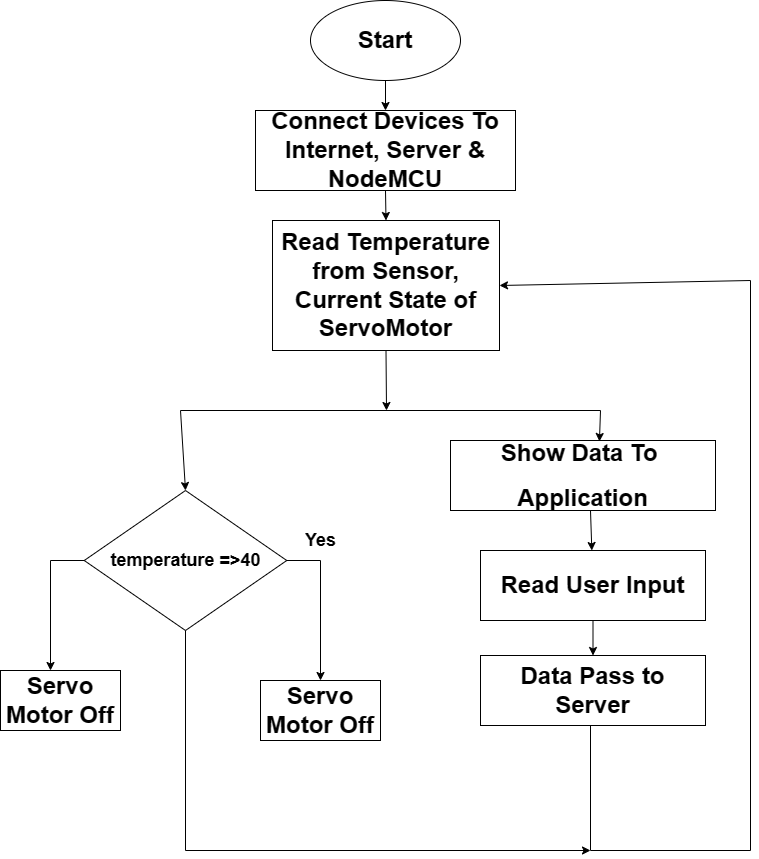 Start
Connect Devices To
Internet, Server &
NodeMCU
Read Temperature
from Sensor,
Current State of
ServoMotor
Show Data To
Application
Yes
temperature =>40
Read User Input
Servo
Motor Off
Servo
Motor Off
Data Pass to
Server